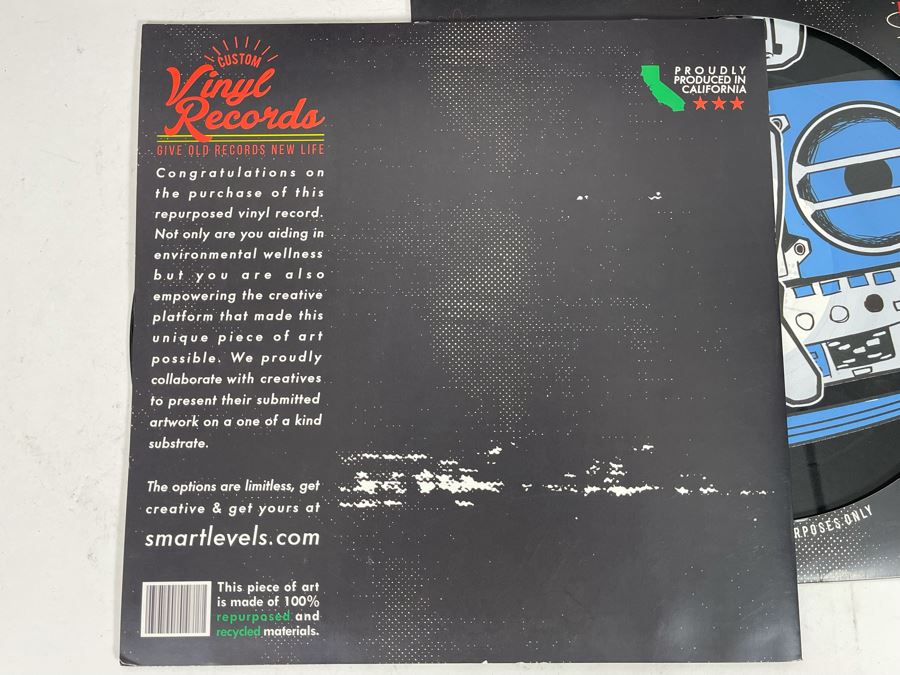 CUSTOM
Vinyl
Records
GIVE OLD RECORDS NEW LIFE
Congratulations on
the purchase of this
repurposed vinyl record.
Not only are you aiding in
environmental wellness
but you are also
empowering the creative
platform that made this
unique piece of art
possible. We proudly
collaborate with creatives
to present their submitted
artwork on a one of a kind
substrate.
The options are limitless, get
creative & get yours at
smartlevels.com
This piece of art
is made of 100%
repurposed and
recycled materials.
PROUDLY
PRODUCED IN
CALIFORNIA
ONLY